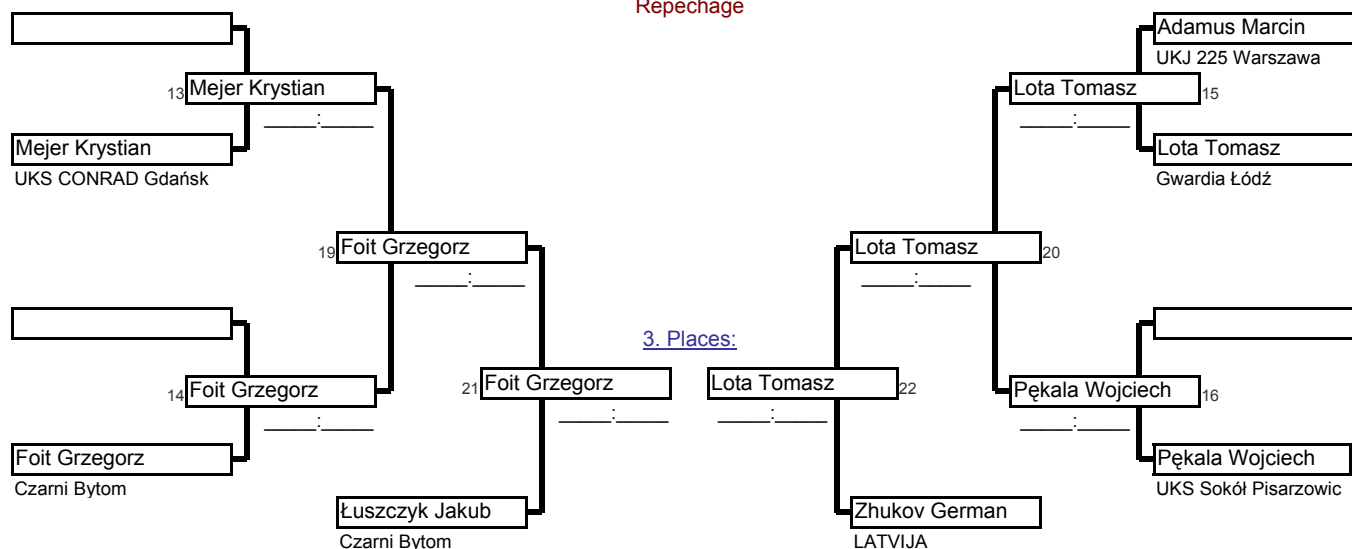 Repechage
Adamus Marcin
UKJ 225 Warszawa
13 Mejer Krystian
Lota Tomasz 15
_____:_____
_____:_____
Mejer Krystian
Lota Tomasz
UKS CONRAD Gdańsk
Gwardia Łódź
19 Foit Grzegorz
Lota Tomasz 20
_____:_____
_____:_____
3. Places:
14 Foit Grzegorz
21 Foit Grzegorz
Lota Tomasz 22
Pękala Wojciech 16
_____:_____
_____:_____
_____:_____
_____:_____
Foit Grzegorz
Pękala Wojciech
Czarni Bytom
UKS Sokół Pisarzowic
Łuszczyk Jakub
Zhukov German
Czarni Bytom
LATVIJA